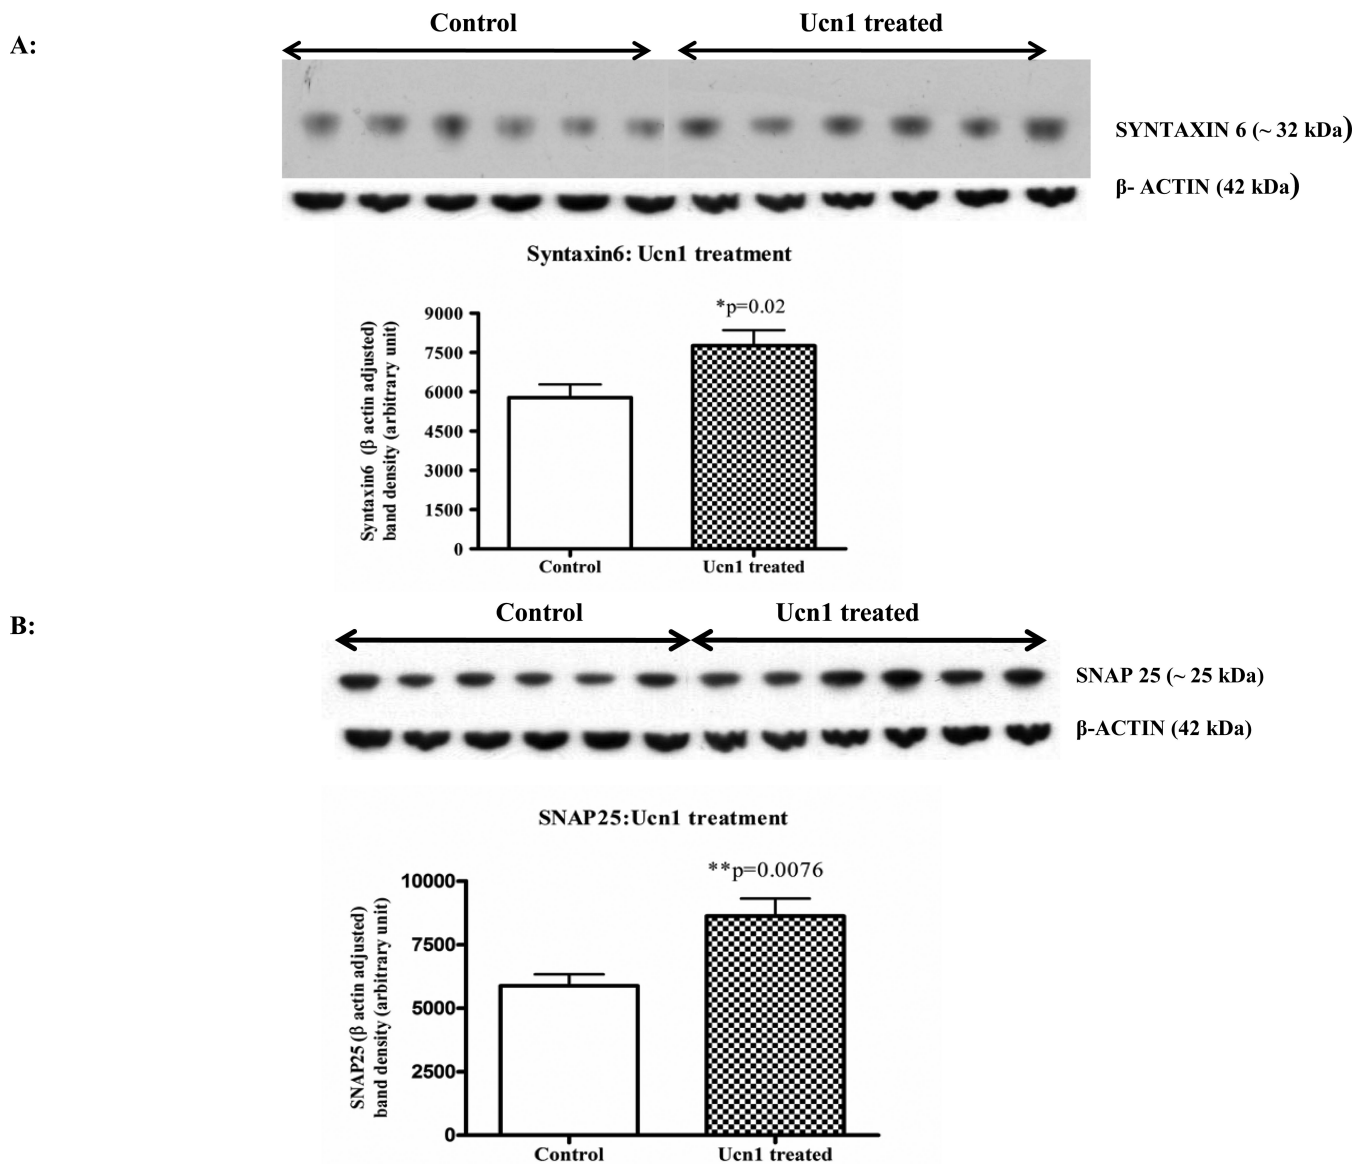 A:
Control
Ucn1 treated
SYNTAXIN 6 (~ 32 kDa)
β- ACTIN (42 kDa)
Syntaxin6: Ucn1 treatment
*p=0.02
Syntaxin6 (β actin adjusted)
band density (arbitrary unit)
9000
7500
6000
4500
3000
1500
0
Control
Ucn1 treated
B:
Control
Ucn1 treated
SNAP 25 (~ 25 kDa)
β-ACTIN (42 kDa)
SNAP25:Ucn1 treatment
**p=0.0076
SNAP25 (β actin adjusted)
band density (arbitrary unit)
10000
7500
5000
2500
0
Control
Ucn1 treated